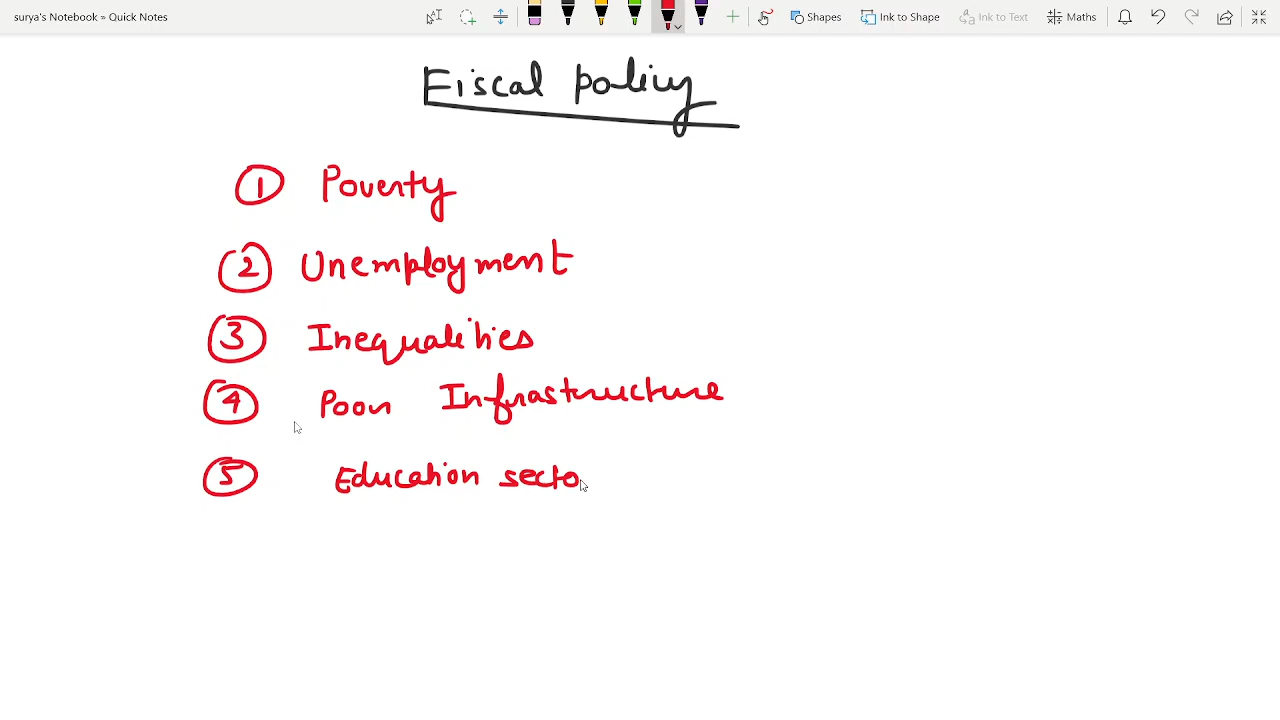 surya's Notebook » Quick Notes
Shapes
Ink to Shape
Ink to Text
Maths
Fiscal policy
1 Poverty
2 Unemployment
3 Inequalities
4 Poor Infrastructure
5 Education secto